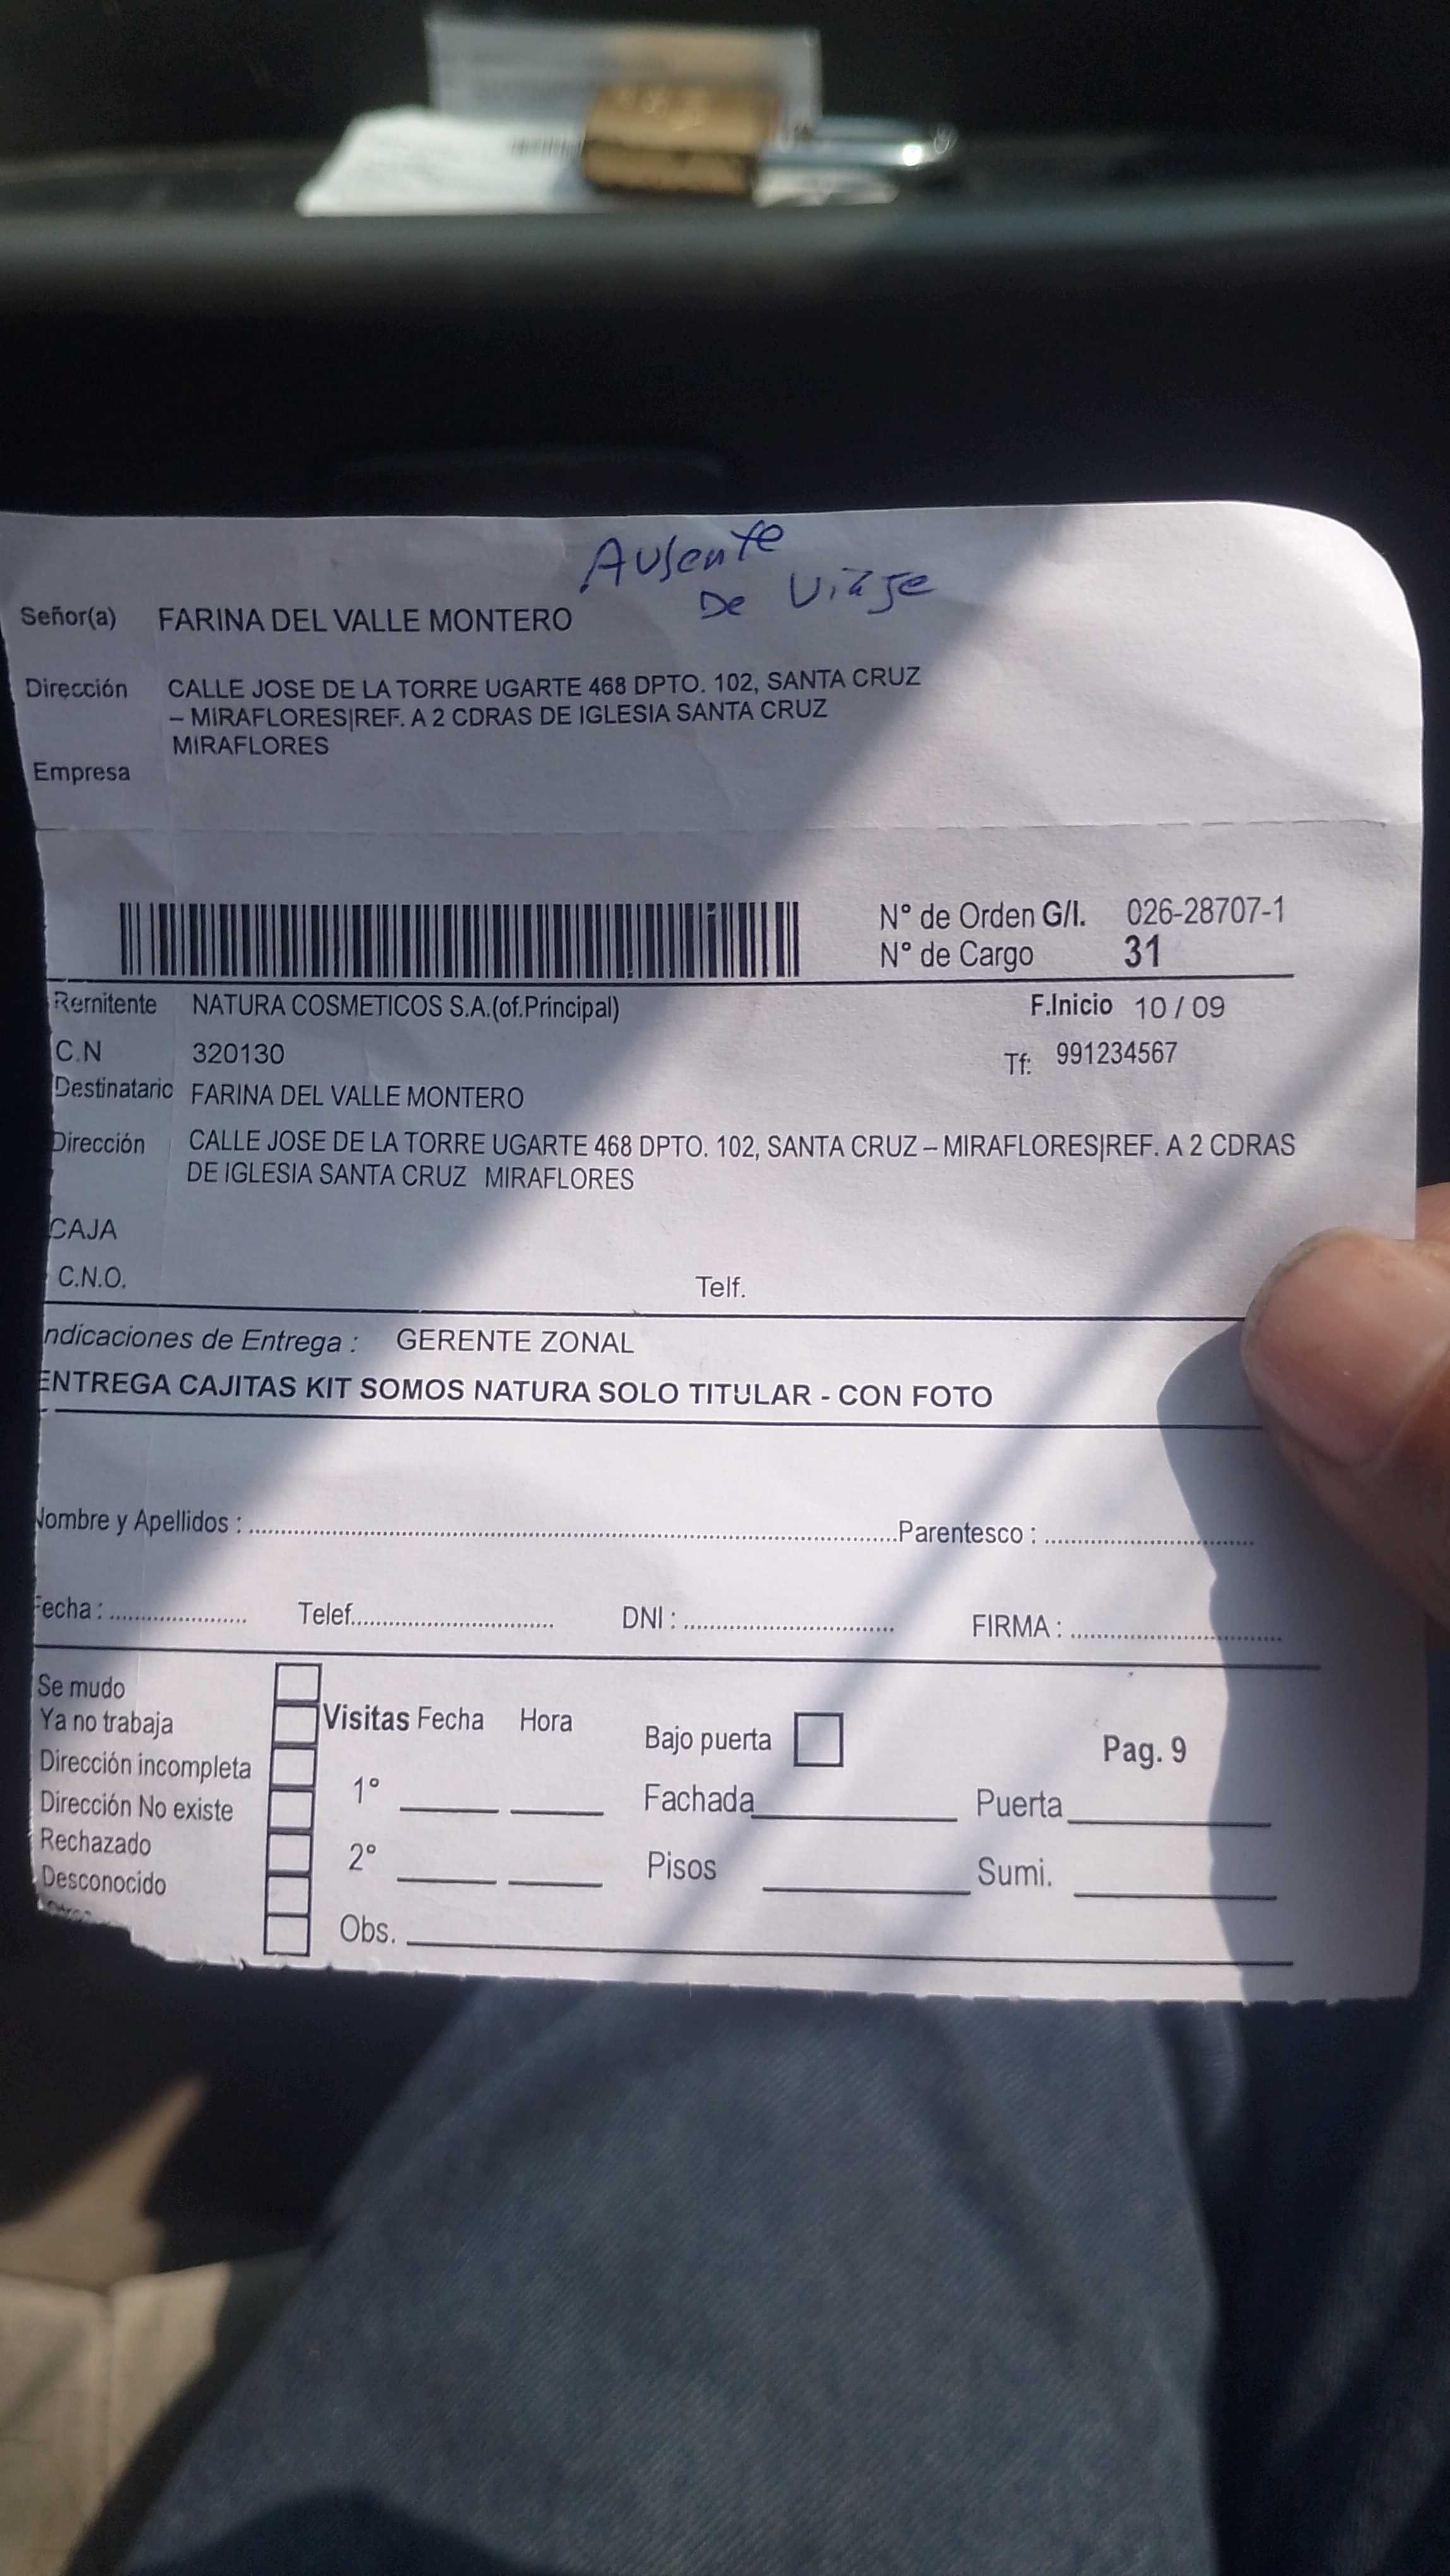 Ausente
De Viaje
Señor(a) FARINA DEL VALLE MONTERO
Dirección CALLE JOSE DE LA TORRE UGARTE 468 DPTO. 102, SANTA CRUZ
– MIRAFLORES|REF. A 2 CDRAS DE IGLESIA SANTA CRUZ
MIRAFLORES
Empresa
N° de Orden G/I. 026-28707-1
N° de Cargo 31
Remitente NATURA COSMETICOS S.A.(of.Principal) F.Inicio 10 / 09
C.N 320130 Tf: 991234567
Destinatario FARINA DEL VALLE MONTERO
Dirección CALLE JOSE DE LA TORRE UGARTE 468 DPTO. 102, SANTA CRUZ – MIRAFLORES|REF. A 2 CDRAS
DE IGLESIA SANTA CRUZ MIRAFLORES
CAJA
C.N.O. Telf.
ndicaciones de Entrega : GERENTE ZONAL
ENTREGA CAJITAS KIT SOMOS NATURA SOLO TITULAR - CON FOTO
Nombre y Apellidos : Parentesco :
Fecha : Telef. DNI : FIRMA :
Se mudo
Ya no trabaja Visitas Fecha Hora Bajo puerta Pag. 9
Dirección incompleta 1° Fachada Puerta
Dirección No existe
Rechazado 2° Pisos Sumi.
Desconocido
Obs.